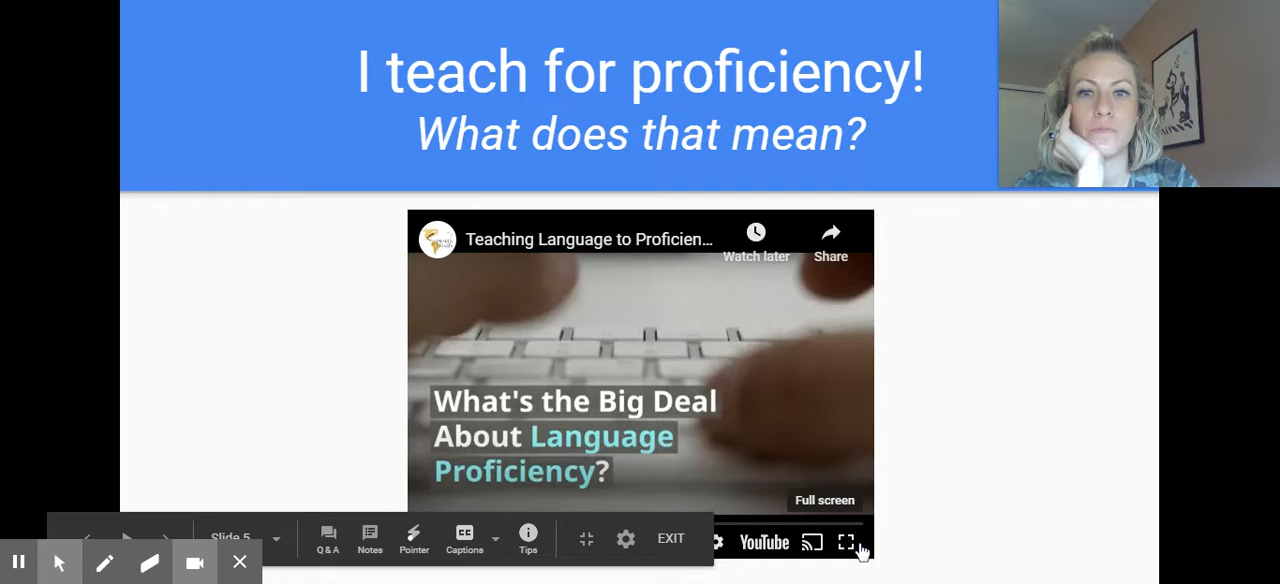 I teach for proficiency!
What does that mean?
Teaching Language to Proficien...
Watch later
Share
What's the Big Deal
About Language
Proficiency?
Full screen
Slide 5
Q & A
Notes
Pointer
CC
Captions
Tips
EXIT
YouTube